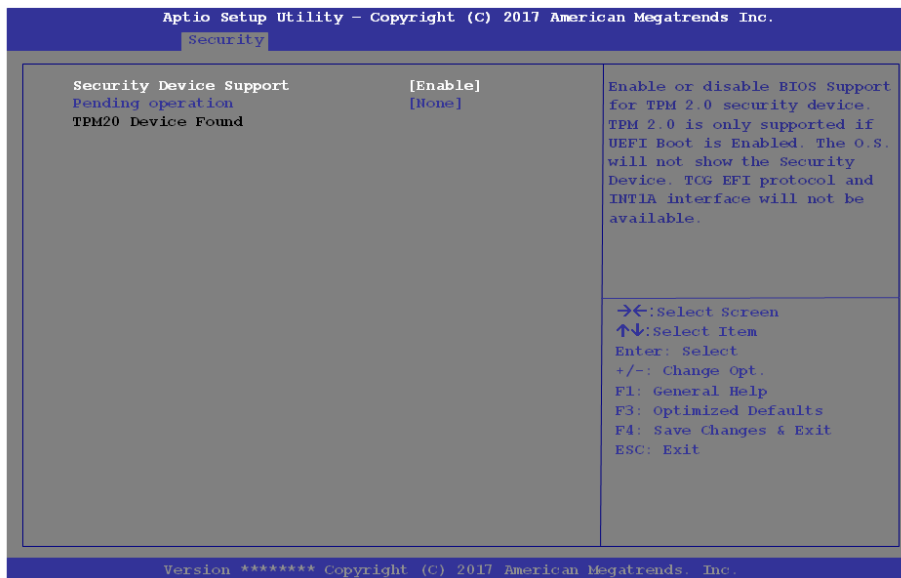 Aptio Setup Utility – Copyright (C) 2017 American Megatrends Inc.
Security
Security Device Support [Enable]
Pending operation [None]
TPM20 Device Found
Enable or disable BIOS Support
for TPM 2.0 security device.
TPM 2.0 is only supported if
UEFI Boot is Enabled. The O.S.
will not show the Security
Device. TCG EFI protocol and
INT1A interface will not be
available.
→←:Select Screen
↑↓:Select Item
Enter: Select
+/-: Change Opt.
F1: General Help
F3: Optimized Defaults
F4: Save Changes & Exit
ESC: Exit
Version ******** Copyright (C) 2017 American Megatrends. Inc.